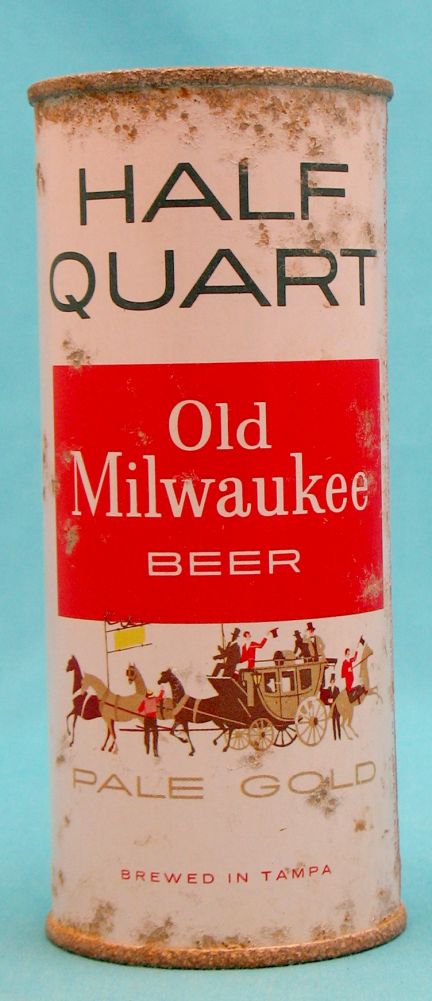 HALF
QUART
Old
Milwaukee
BEER
PALE GOLD
BREWED IN TAMPA